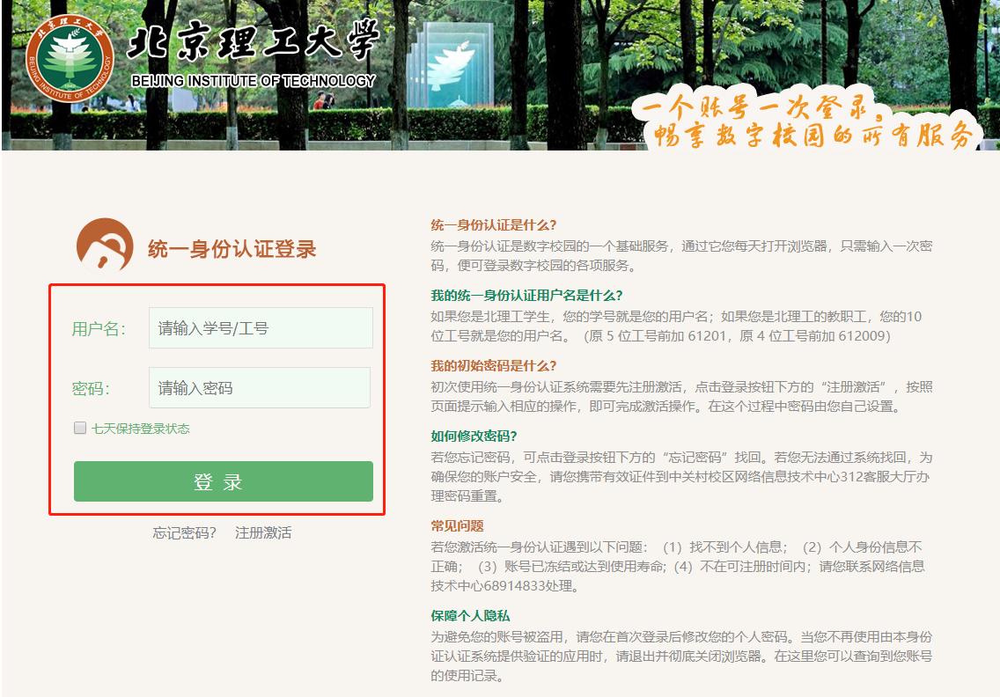 北京理工大学
BEIJING INSTITUTE OF TECHNOLOGY
北京理工大学
BEIJING INSTITUTE OF TECHNOLOGY
一个账号一次登录，
畅享数字校园的所有服务
统一身份认证登录
用户名：
请输入学号/工号
密码：
请输入密码
七天保持登录状态
登 录
忘记密码？ 注册激活
统一身份认证是什么？
统一身份认证是数字校园的一个基础服务，通过它您每天打开浏览器，只需输入一次密
码，便可登录数字校园的各项服务。
我的统一身份认证用户名是什么？
如果您是北理工学生，您的学号就是您的用户名；如果您是北理工的教职工，您的10
位工号就是您的用户名。（原 5 位工号前加 61201，原 4 位工号前加 612009）
我的初始密码是什么？
初次使用统一身份认证系统需要先注册激活，点击登录按钮下方的“注册激活”，按照
页面提示输入相应的操作，即可完成激活操作。在这个过程中密码由您自己设置。
如何修改密码？
若您忘记密码，可点击登录按钮下方的“忘记密码”找回。若您无法通过系统找回，为
确保您的账户安全，请您携带有效证件到中关村校区网络信息技术中心312客服大厅办
理密码重置。
常见问题
若您激活统一身份认证遇到以下问题：（1）找不到个人信息；（2）个人身份信息不
正确；（3）账号已冻结或达到使用寿命;（4）不在可注册时间内；请您联系网络信息
技术中心68914833处理。
保障个人隐私
为避免您的账号被盗用，请您在首次登录后修改您的个人密码。当您不再使用由本身份
证认证系统提供验证的应用时，请退出并彻底关闭浏览器。在这里您可以查询到您账号
的使用记录。